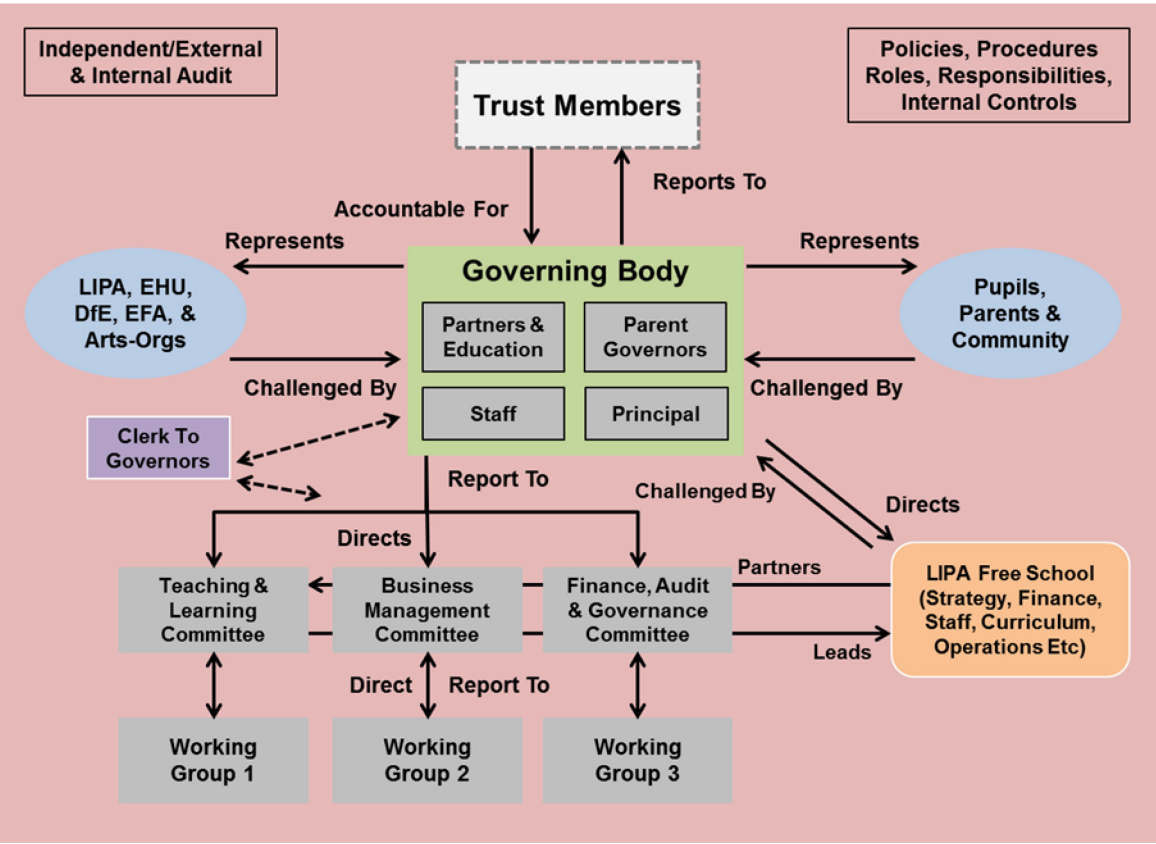 Independent/External
& Internal Audit
Policies, Procedures
Roles, Responsibilities,
Internal Controls
Trust Members
Accountable For
Reports To
Represents
Represents
Governing Body
LIPA, EHU,
DfE, EFA, &
Arts-Orgs
Partners &
Education
Parent
Governors
Pupils,
Parents &
Community
Challenged By
Challenged By
Staff
Principal
Clerk To
Governors
Report To
Challenged By
Directs
Directs
Partners
Teaching &
Learning
Committee
Business
Management
Committee
Finance, Audit
& Governance
Committee
LIPA Free School
(Strategy, Finance,
Staff, Curriculum,
Operations Etc)
Leads
Direct
Report To
Working
Group 1
Working
Group 2
Working
Group 3